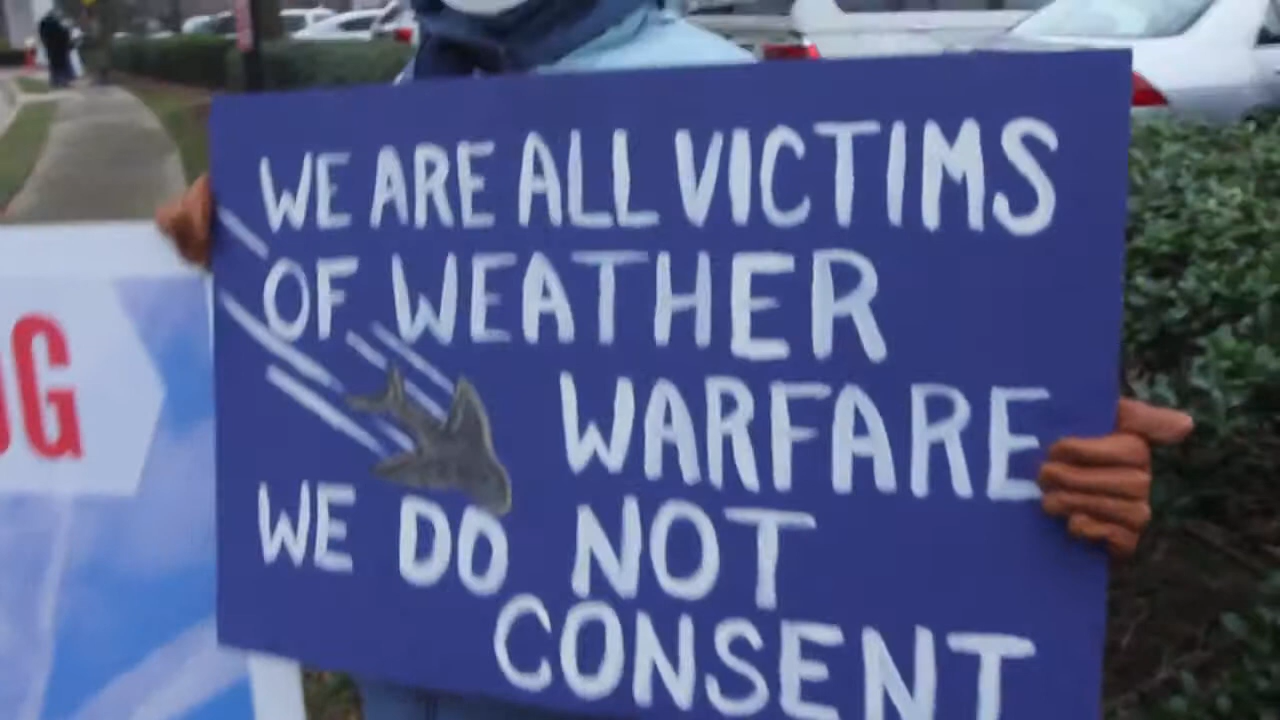 WE ARE ALL VICTIMS
OF WEATHER
WARFARE
WE DO NOT
CONSENT